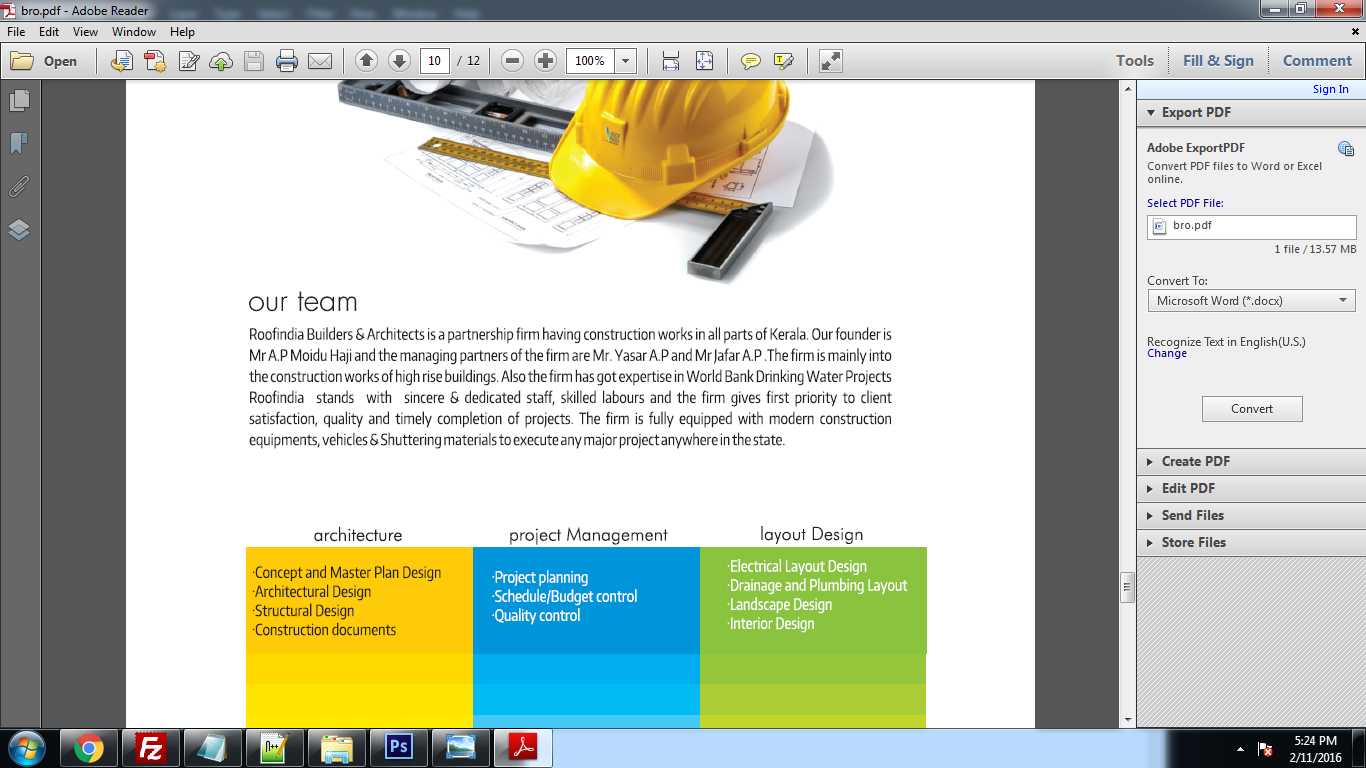 bro.pdf - Adobe Reader
File Edit View Window Help
Open 10 / 12 100% Tools Fill & Sign Comment
Sign In
Export PDF
Adobe ExportPDF
Convert PDF files to Word or Excel
online.
Select PDF File:
bro.pdf
1 file / 13.57 MB
Convert To:
Microsoft Word (*.docx)
Recognize Text in English(U.S.)
Change
Convert
Create PDF
Edit PDF
Send Files
Store Files
our team
Roofindia Builders & Architects is a partnership firm having construction works in all parts of Kerala. Our founder is
Mr A.P Moidu Haji and the managing partners of the firm are Mr. Yasar A.P and Mr Jafar A.P .The firm is mainly into
the construction works of high rise buildings. Also the firm has got expertise in World Bank Drinking Water Projects
Roofindia stands with sincere & dedicated staff, skilled labours and the firm gives first priority to client
satisfaction, quality and timely completion of projects. The firm is fully equipped with modern construction
equipments, vehicles & Shuttering materials to execute any major project anywhere in the state.
architecture
·Concept and Master Plan Design
·Architectural Design
·Structural Design
·Construction documents
project Management
·Project planning
·Schedule/Budget control
·Quality control
layout Design
·Electrical Layout Design
·Drainage and Plumbing Layout
·Landscape Design
·Interior Design
Fz
Ps
5:24 PM
2/11/2016